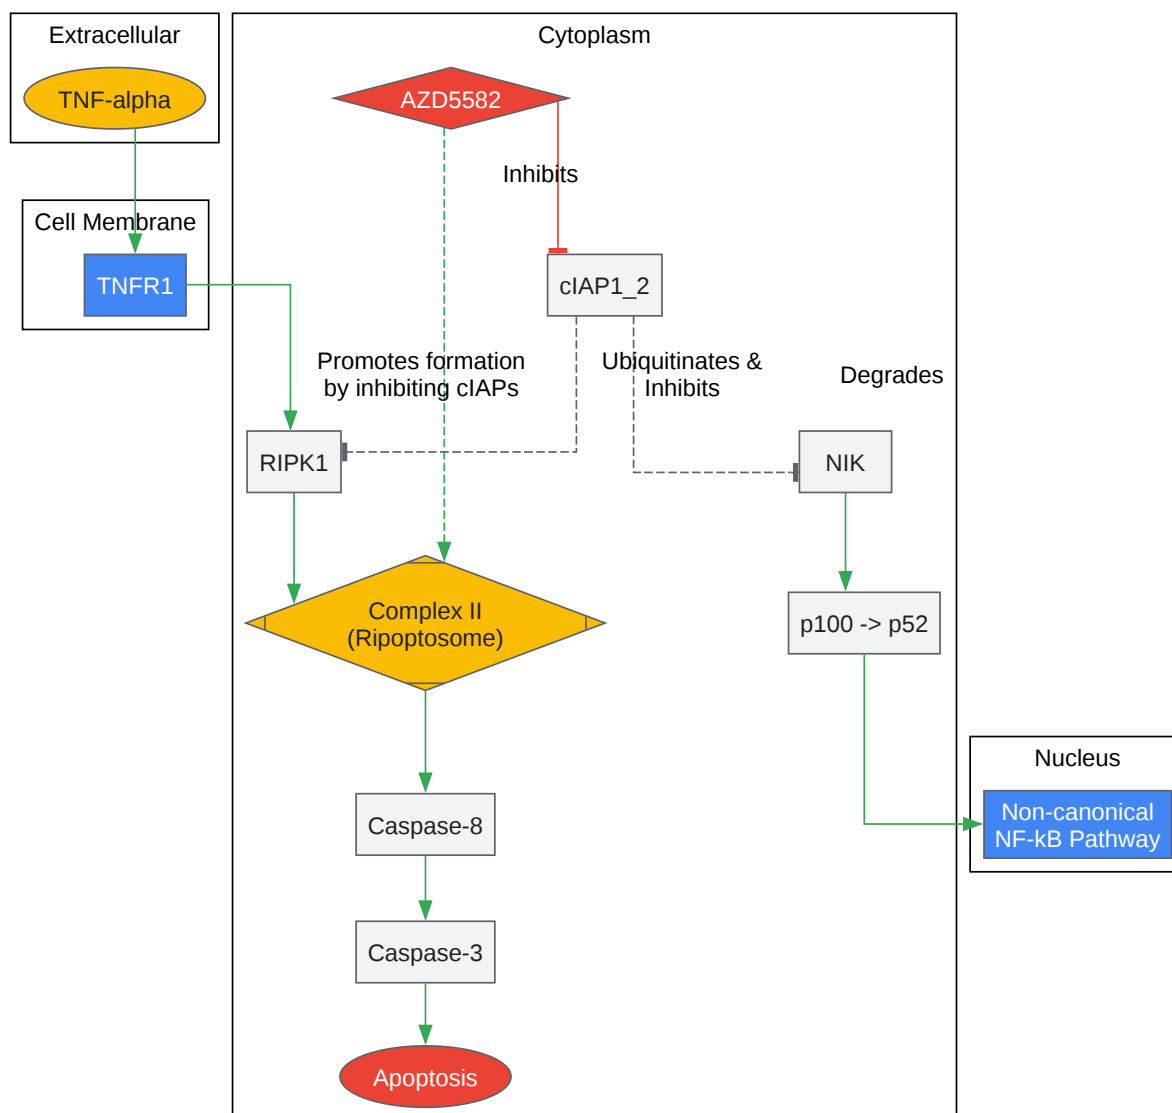 Extracellular
Cytoplasm
TNF-alpha
AZD5582
Inhibits
Cell Membrane
TNFR1
cIAP1_2
Promotes formation
by inhibiting cIAPs
Ubiquitinates &
Inhibits
Degrades
RIPK1
NIK
Complex II
(Ripoptosome)
p100 -> p52
Nucleus
Non-canonical
NF-kB Pathway
Caspase-8
Caspase-3
Apoptosis